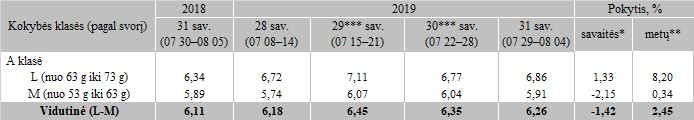 Kokybės klasės (pagal svorį) 2018 2019 Pokytis, %
31 sav. (07 30–08 05) 28 sav. (07 08–14) 29*** sav. (07 15–21) 30*** sav. (07 22–28) 31 sav. (07 29–08 04) savaitės* metų**
A klasė
L (nuo 63 g iki 73 g) 6,34 6,72 7,11 6,77 6,86 1,33 8,20
M (nuo 53 g iki 63 g) 5,89 5,74 6,07 6,04 5,91 -2,15 0,34
Vidutinė (L-M) 6,11 6,18 6,45 6,35 6,26 -1,42 2,45